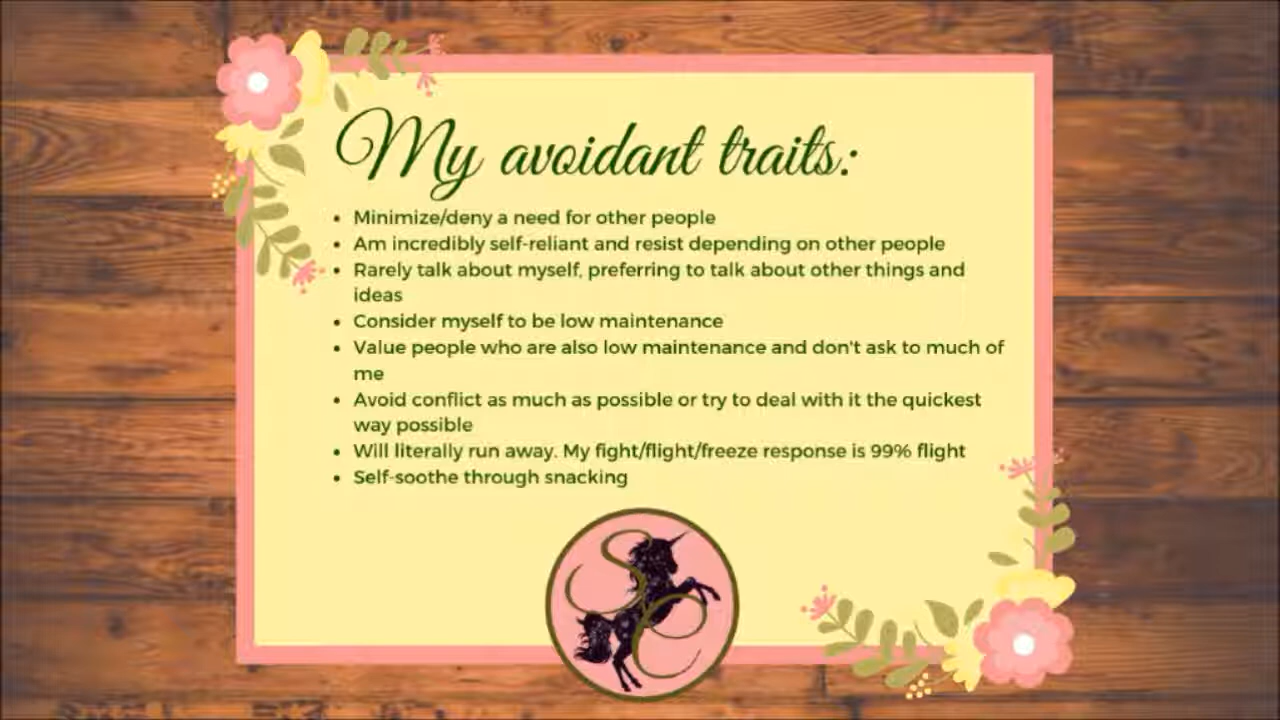 My avoidant traits:
• Minimize/deny a need for other people
• Am incredibly self-reliant and resist depending on other people
• Rarely talk about myself, preferring to talk about other things and
ideas
• Consider myself to be low maintenance
• Value people who are also low maintenance and don't ask to much of
me
• Avoid conflict as much as possible or try to deal with it the quickest
way possible
• Will literally run away. My fight/flight/freeze response is 99% flight
• Self-soothe through snacking
SC